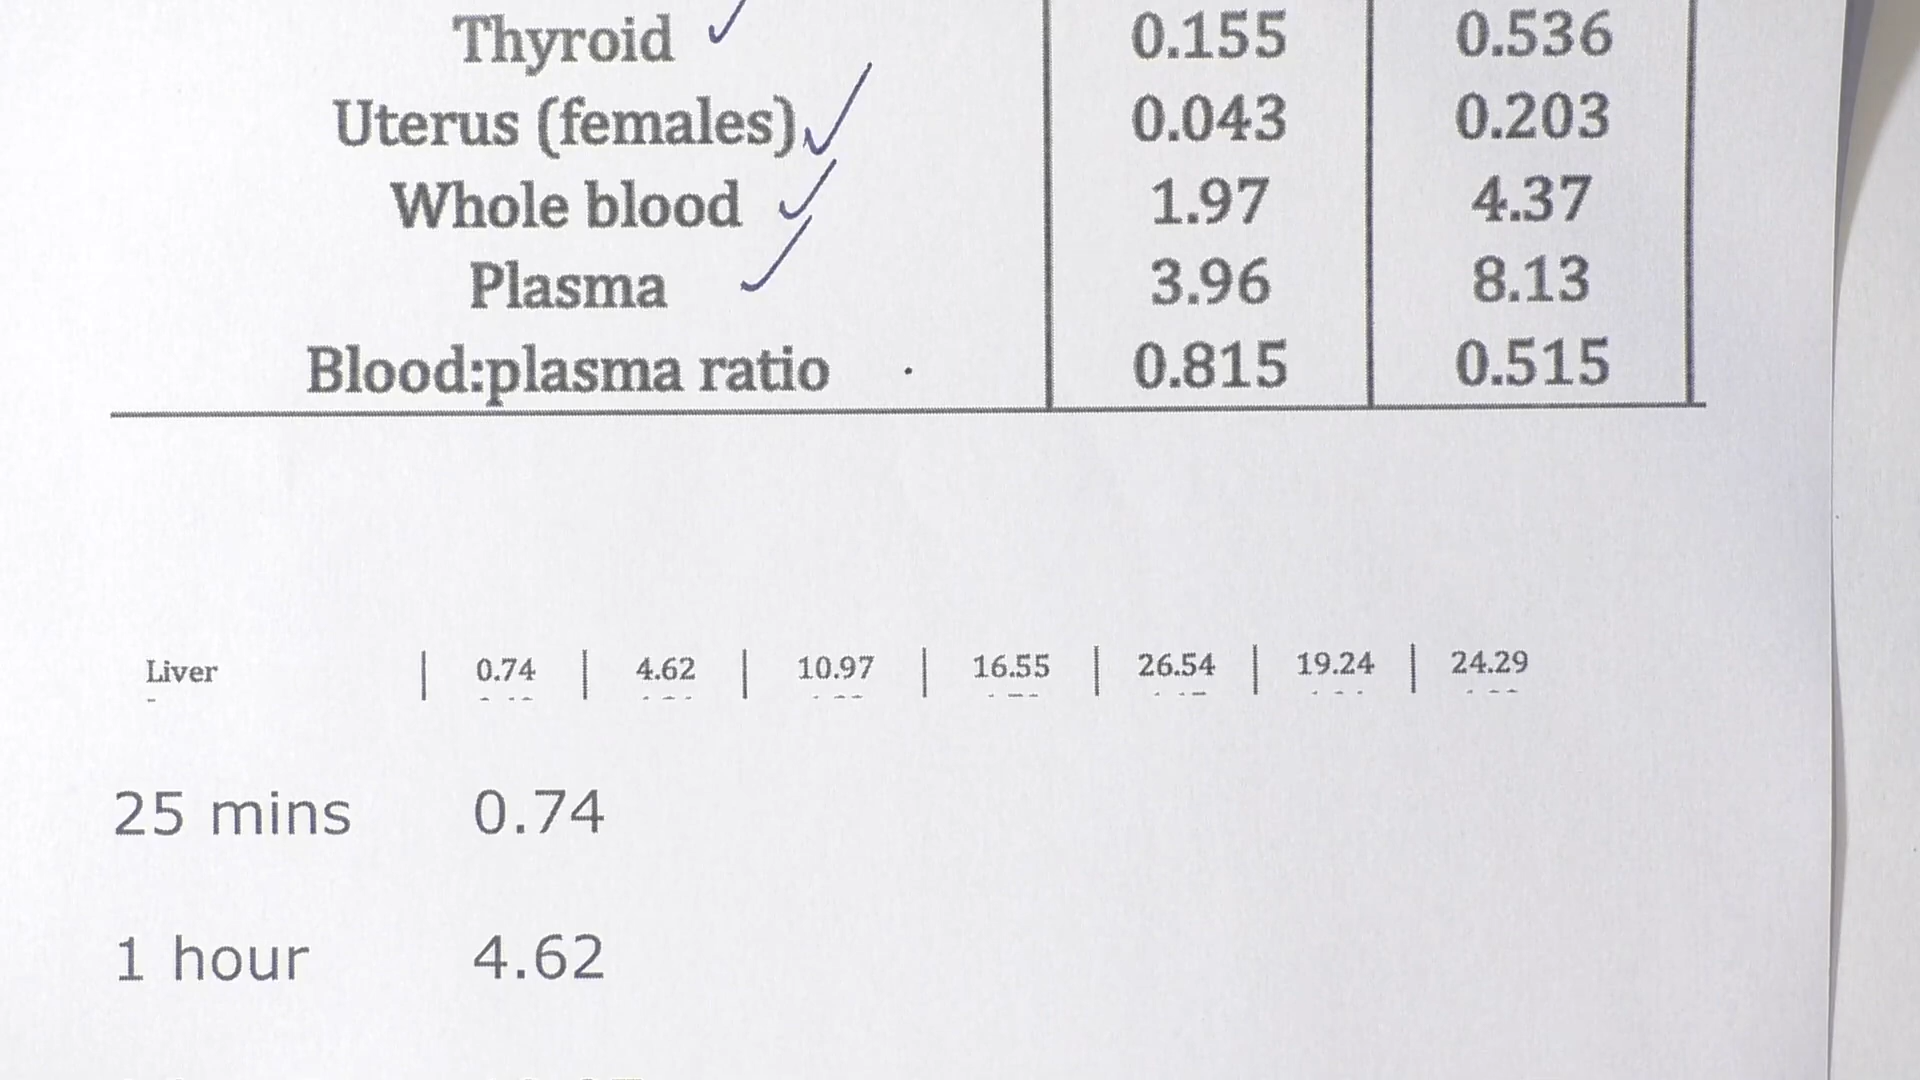 Thyroid 0.155 0.536
Uterus (females) 0.043 0.203
Whole blood 1.97 4.37
Plasma 3.96 8.13
Blood:plasma ratio 0.815 0.515
Liver | 0.74 | 4.62 | 10.97 | 16.55 | 26.54 | 19.24 | 24.29
25 mins 0.74
1 hour 4.62